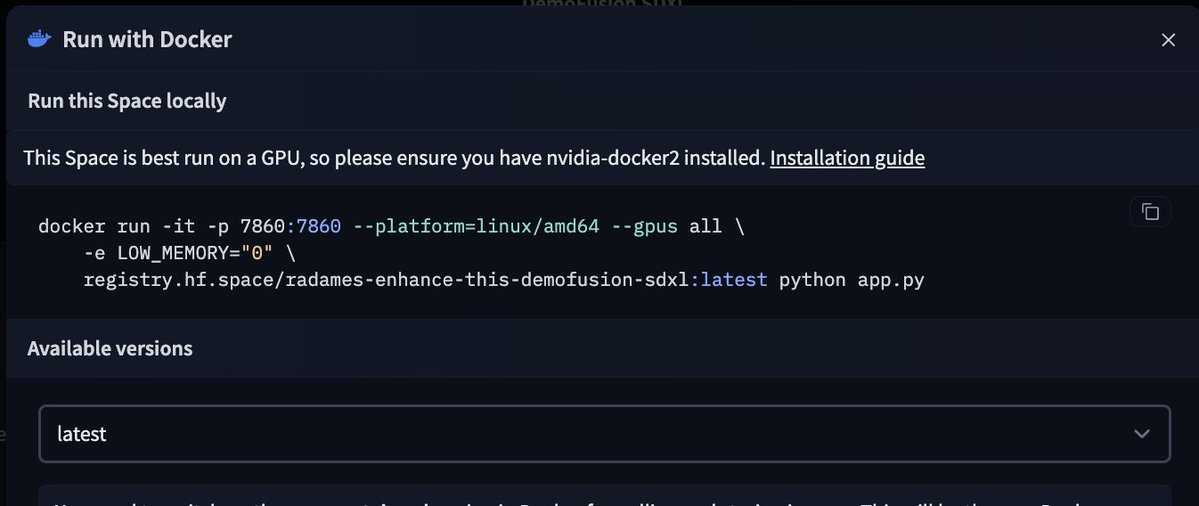 DemoFusion SDXL
Run with Docker
Run this Space locally
This Space is best run on a GPU, so please ensure you have nvidia-docker2 installed. Installation guide
docker run -it -p 7860:7860 --platform=linux/amd64 --gpus all \
    -e LOW_MEMORY="0" \
    registry.hf.space/radames-enhance-this-demofusion-sdxl:latest python app.py
Available versions
latest